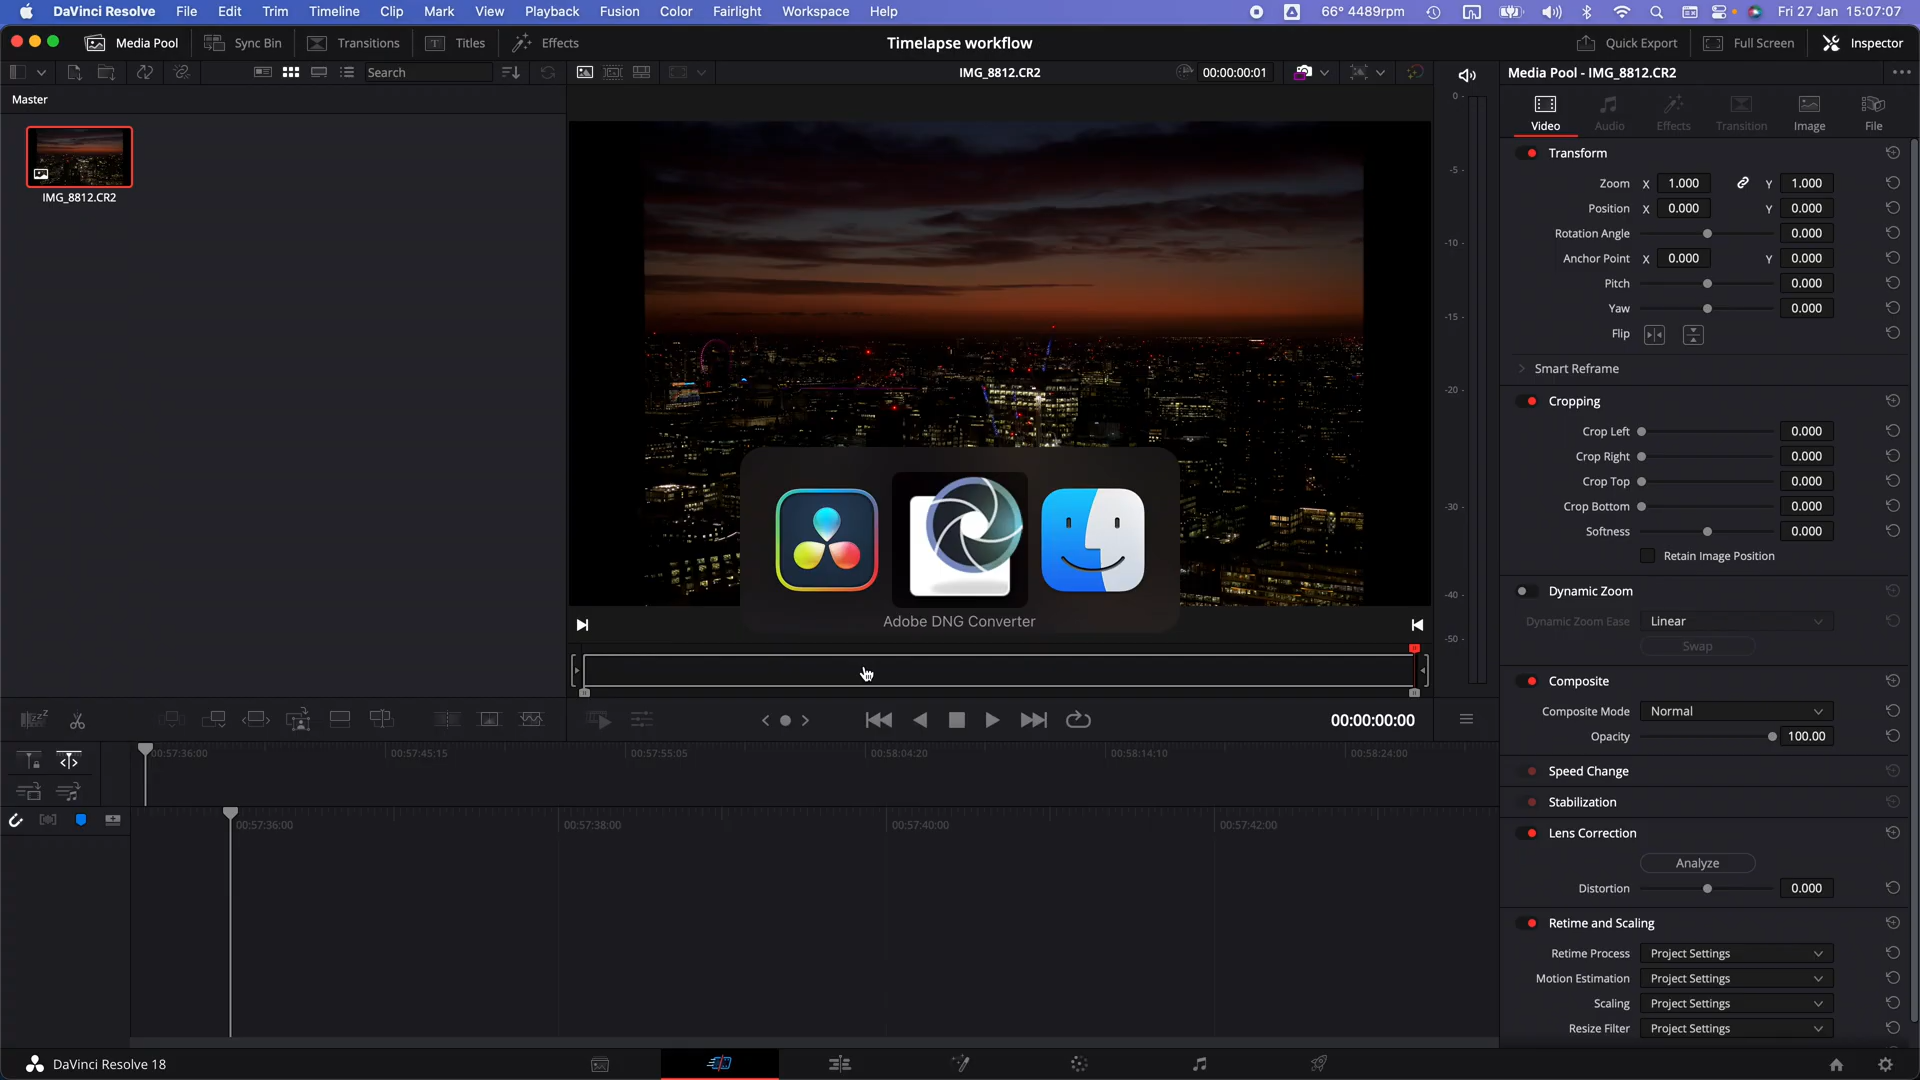 DaVinci Resolve File Edit Trim Timeline Clip Mark View Playback Fusion Color Fairlight Workspace Help 66° 4489rpm Fri 27 Jan 15:07:07
Media Pool Sync Bin Transitions Titles Effects Timelapse workflow Quick Export Full Screen Inspector
Search IMG_8812.CR2 00:00:00:01 Media Pool - IMG_8812.CR2
Master
Video Audio Effects Transition Image File
IMG_8812.CR2
0
-5
-10
-15
-20
-30
-40
-50
Transform
Zoom X 1.000 Y 1.000
Position X 0.000 Y 0.000
Rotation Angle 0.000
Anchor Point X 0.000 Y 0.000
Pitch 0.000
Yaw 0.000
Flip
Smart Reframe
Cropping
Crop Left 0.000
Crop Right 0.000
Crop Top 0.000
Crop Bottom 0.000
Softness 0.000
Retain Image Position
Dynamic Zoom
Dynamic Zoom Ease Linear
Swap
Adobe DNG Converter
Composite
Composite Mode Normal
Opacity 100.00
Speed Change
Stabilization
Lens Correction
Analyze
Distortion 0.000
Retime and Scaling
Retime Process Project Settings
Motion Estimation Project Settings
Scaling Project Settings
Resize Filter Project Settings
00:00:00:00
00:57:36:00 00:57:45:15 00:57:55:05 00:58:04:20 00:58:14:10 00:58:24:00
00:57:36:00 00:57:38:00 00:57:40:00 00:57:42:00
DaVinci Resolve 18